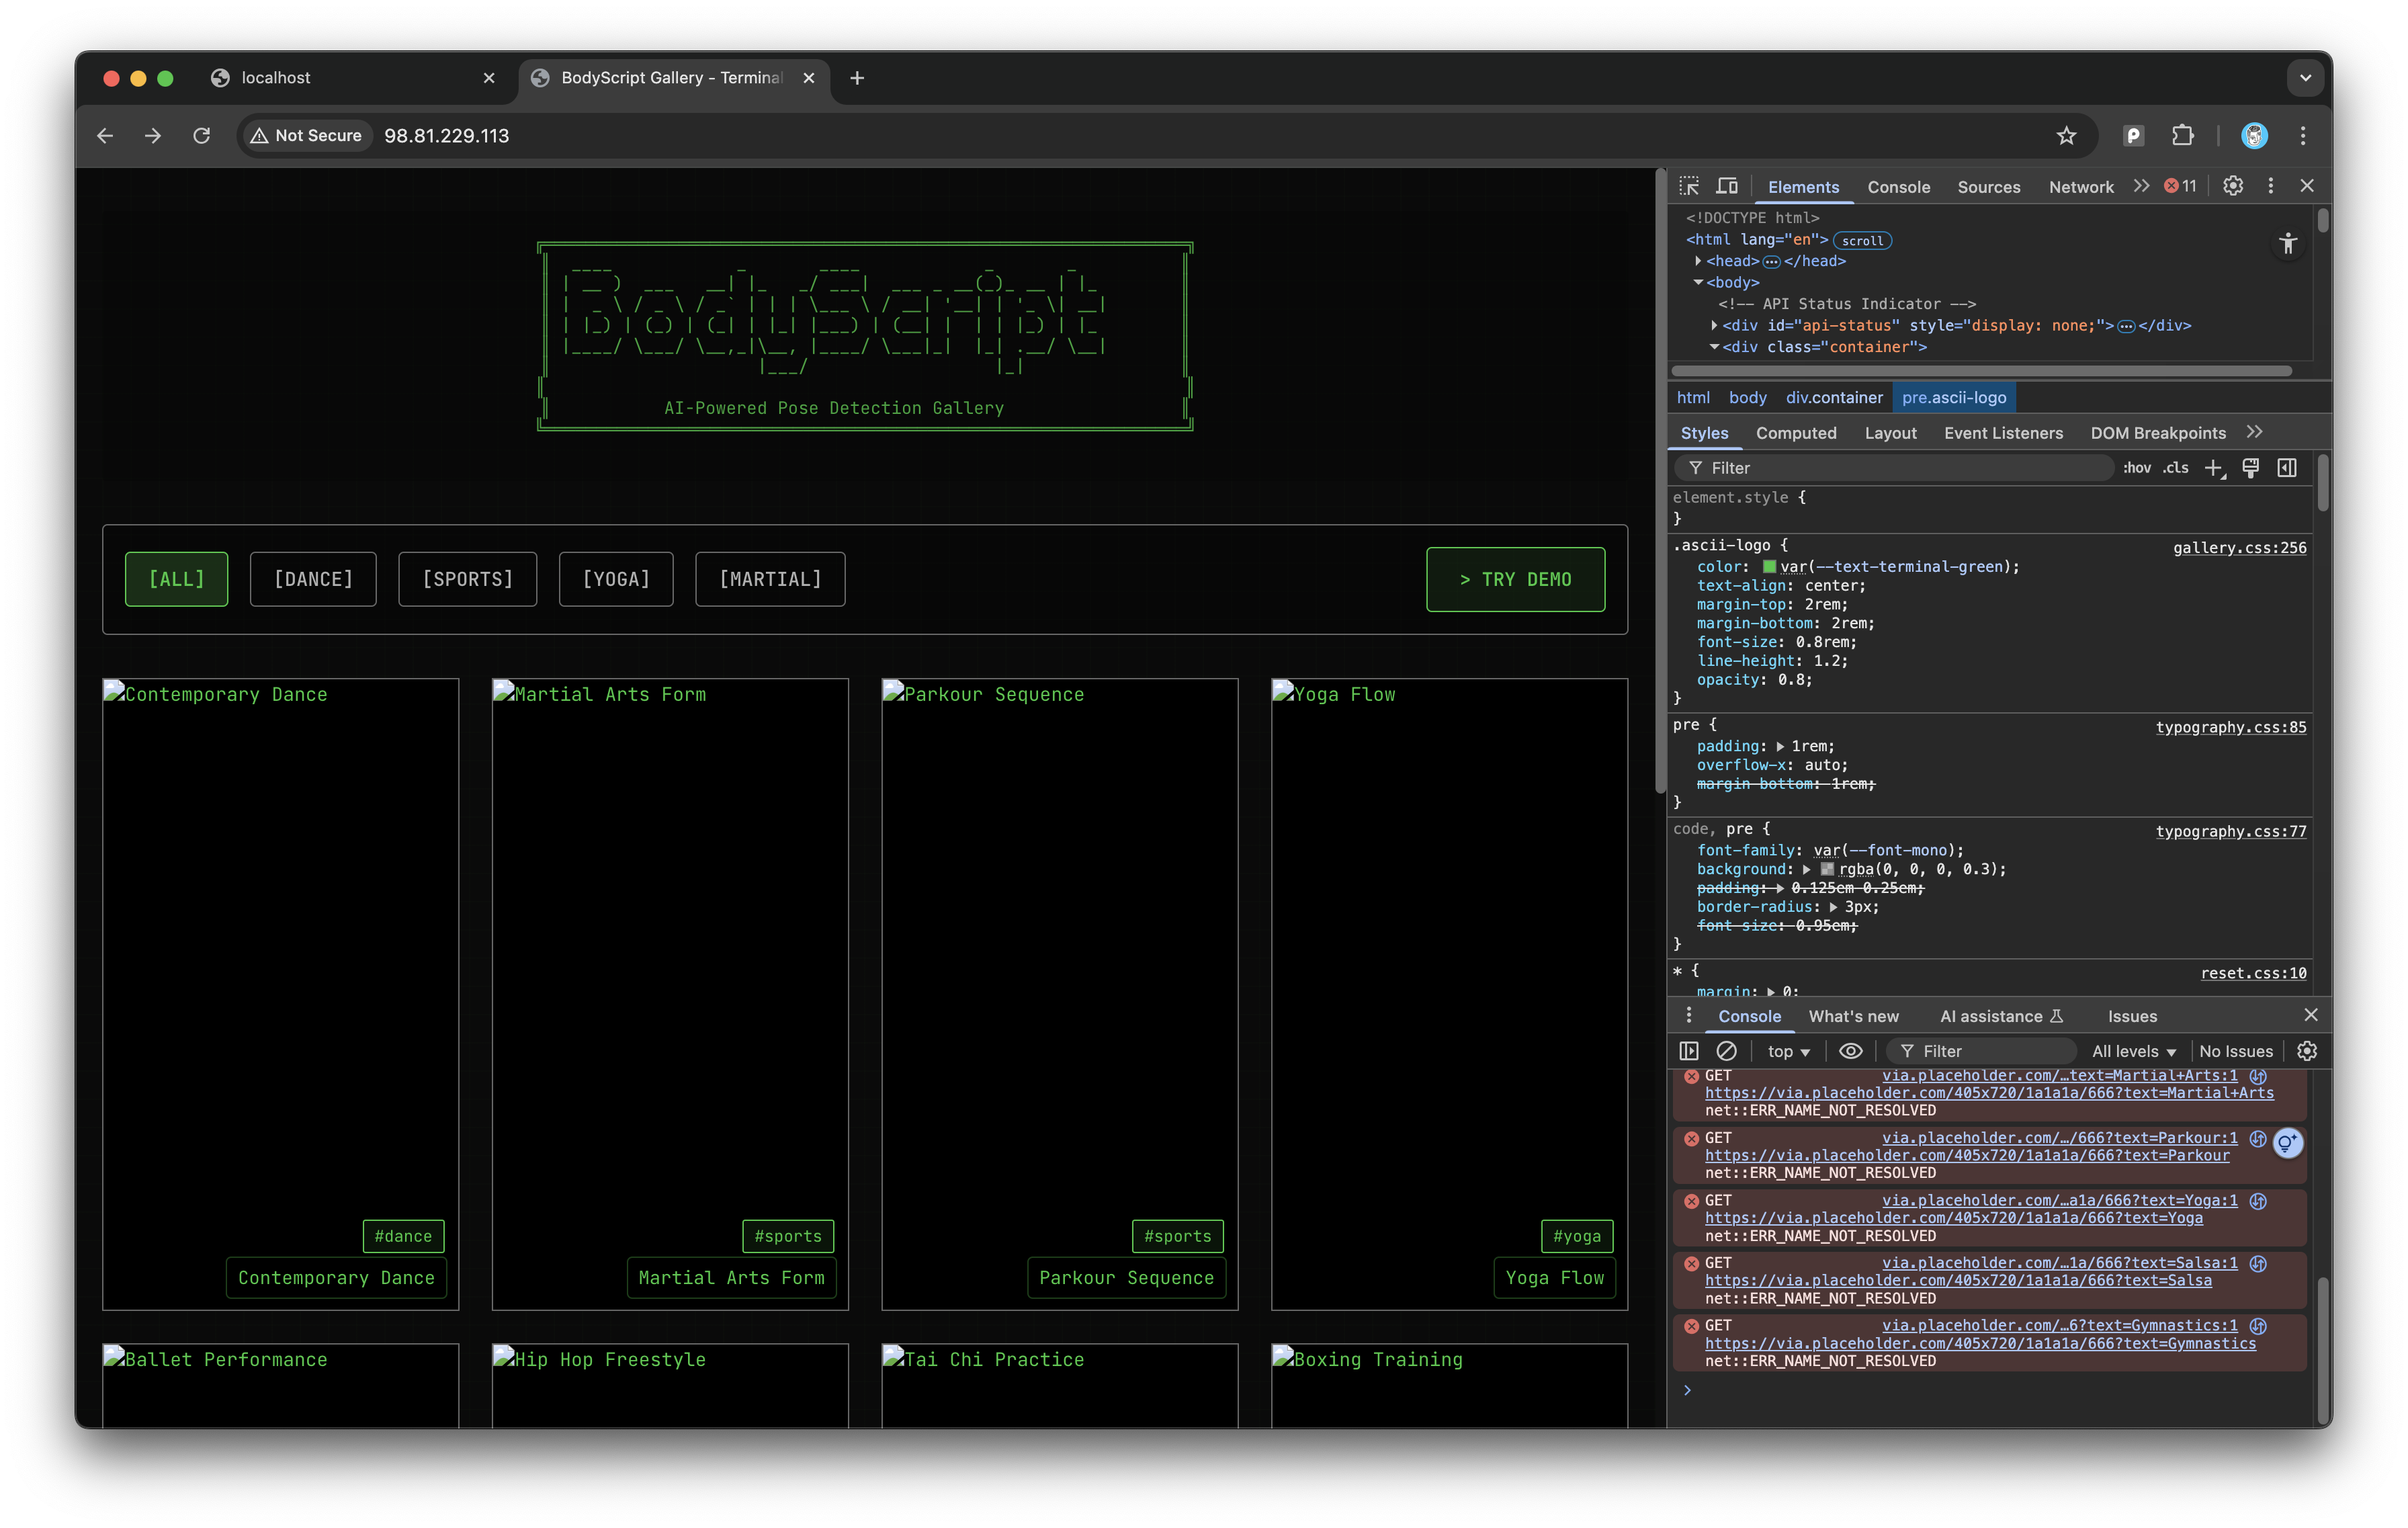 localhost
BodyScript Gallery - Terminal
Not Secure
98.81.229.113
BodyScript
AI-Powered Pose Detection Gallery
[ALL]
[DANCE]
[SPORTS]
[YOGA]
[MARTIAL]
> TRY DEMO
Contemporary Dance
Martial Arts Form
Parkour Sequence
Yoga Flow
#dance
#sports
#sports
#yoga
Contemporary Dance
Martial Arts Form
Parkour Sequence
Yoga Flow
Ballet Performance
Hip Hop Freestyle
Tai Chi Practice
Boxing Training
Elements
Console
Sources
Network
11
<!DOCTYPE html>
<html lang="en"> scroll
<head> ••• </head>
<body>
<!-- API Status Indicator -->
<div id="api-status" style="display: none;"> ••• </div>
<div class="container">
html
body
div.container
pre.ascii-logo
Styles
Computed
Layout
Event Listeners
DOM Breakpoints
Filter
:hov
.cls
element.style {
}
.ascii-logo {
gallery.css:256
color: var(--text-terminal-green);
text-align: center;
margin-top: 2rem;
margin-bottom: 2rem;
font-size: 0.8rem;
line-height: 1.2;
opacity: 0.8;
}
pre {
typography.css:85
padding: 1rem;
overflow-x: auto;
margin-bottom: 1rem;
}
code, pre {
typography.css:77
font-family: var(--font-mono);
background: rgba(0, 0, 0, 0.3);
padding: 0.125em 0.25em;
border-radius: 3px;
font-size: 0.95em;
}
* {
reset.css:10
margin: 0;
Console
What's new
AI assistance
Issues
top
Filter
All levels
No Issues
GET via.placeholder.com/…text=Martial+Arts:1
https://via.placeholder.com/405x720/1a1a1a/666?text=Martial+Arts
net::ERR_NAME_NOT_RESOLVED
GET via.placeholder.com/…/666?text=Parkour:1
https://via.placeholder.com/405x720/1a1a1a/666?text=Parkour
net::ERR_NAME_NOT_RESOLVED
GET via.placeholder.com/…a1a/666?text=Yoga:1
https://via.placeholder.com/405x720/1a1a1a/666?text=Yoga
net::ERR_NAME_NOT_RESOLVED
GET via.placeholder.com/…1a/666?text=Salsa:1
https://via.placeholder.com/405x720/1a1a1a/666?text=Salsa
net::ERR_NAME_NOT_RESOLVED
GET via.placeholder.com/…6?text=Gymnastics:1
https://via.placeholder.com/405x720/1a1a1a/666?text=Gymnastics
net::ERR_NAME_NOT_RESOLVED